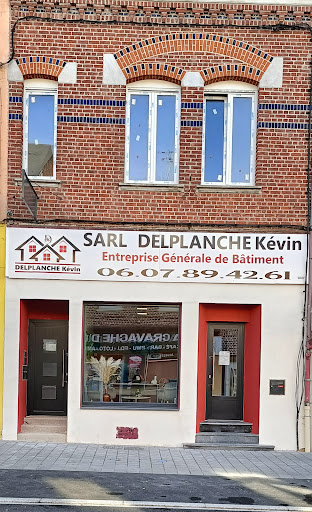 SARL DELPLANCHE Kévin
Entreprise Générale de Bâtiment
06.07.89.42.61
DELPLANCHE Kévin